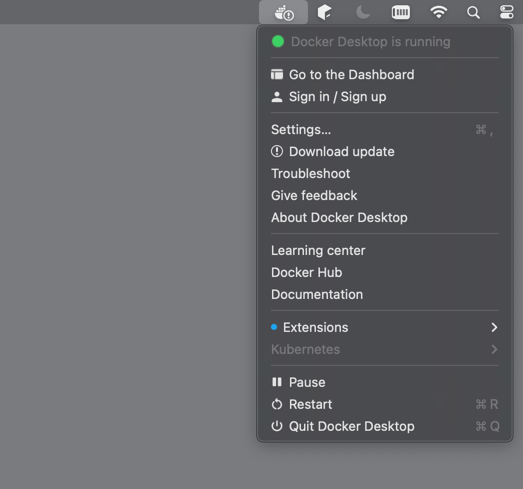 Docker Desktop is running
Go to the Dashboard
Sign in / Sign up
Settings... ⌘ ,
Download update
Troubleshoot
Give feedback
About Docker Desktop
Learning center
Docker Hub
Documentation
Extensions
Kubernetes
Pause
Restart ⌘ R
Quit Docker Desktop ⌘ Q